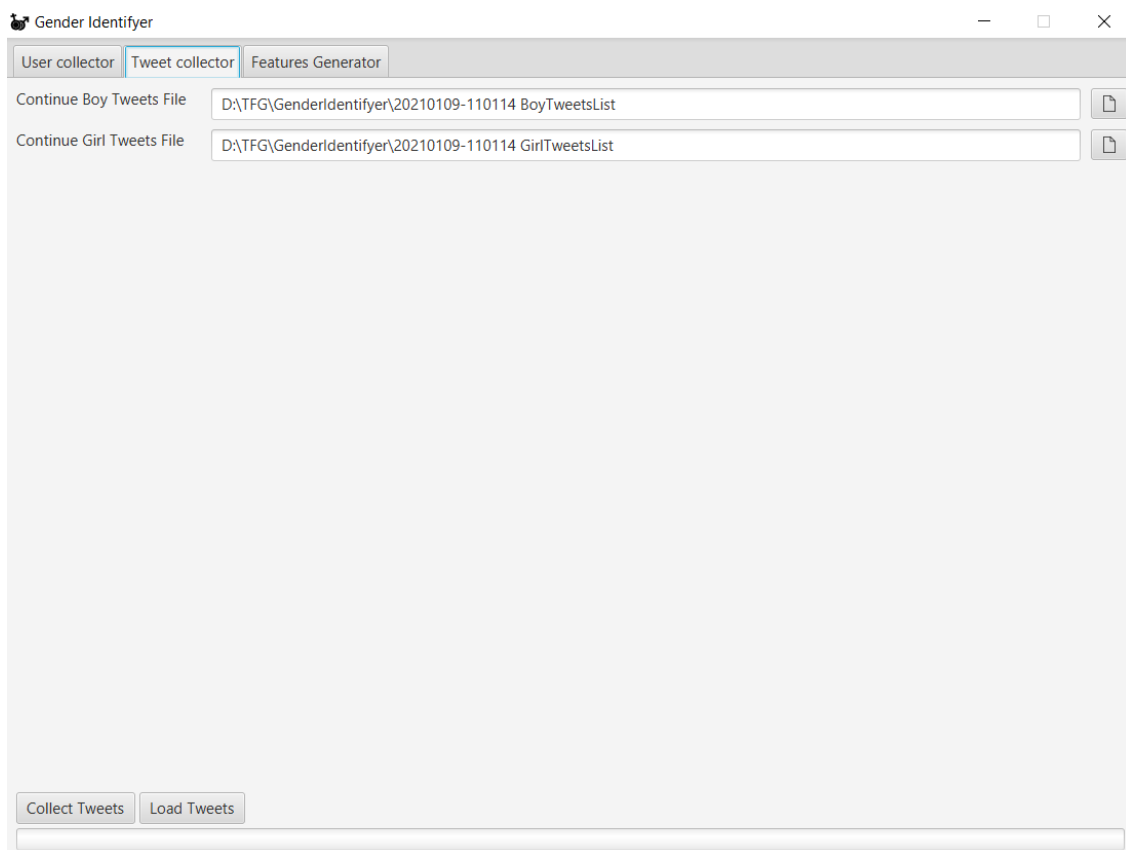 Gender Identifyer
User collector Tweet collector Features Generator
Continue Boy Tweets File D:\TFG\GenderIdentifyer\20210109-110114 BoyTweetsList
Continue Girl Tweets File D:\TFG\GenderIdentifyer\20210109-110114 GirlTweetsList
Collect Tweets Load Tweets